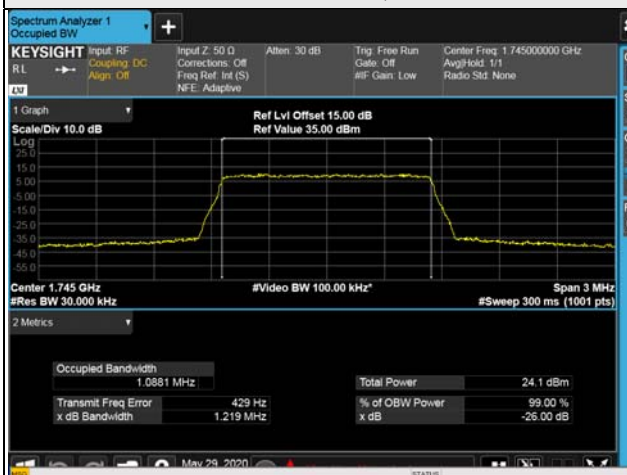 Spectrum Analyzer 1
Occupied BW
+
KEYSIGHT Input: RF Input Z: 50 Ω Atten: 30 dB Trig: Free Run Center Freq: 1.745000000 GHz
RL Coupling: DC Corrections: Off Gate: Off Avg|Hold: 1/1
Align: Off Freq Ref: Int (S) #IF Gain: Low Radio Std: None
LXI NFE: Adaptive
1 Graph
Ref Lvl Offset 15.00 dB
Scale/Div 10.0 dB Ref Value 35.00 dBm
Log
25.0
15.0
5.00
-5.00
-15.0
-25.0
-35.0
-45.0
-55.0
Center 1.745 GHz #Video BW 100.00 kHz* Span 3 MHz
#Res BW 30.000 kHz #Sweep 300 ms (1001 pts)
2 Metrics
Occupied Bandwidth
1.0881 MHz Total Power 24.1 dBm
Transmit Freq Error 429 Hz % of OBW Power 99.00 %
x dB Bandwidth 1.219 MHz x dB -26.00 dB
May 29, 2020
MSG STATUS